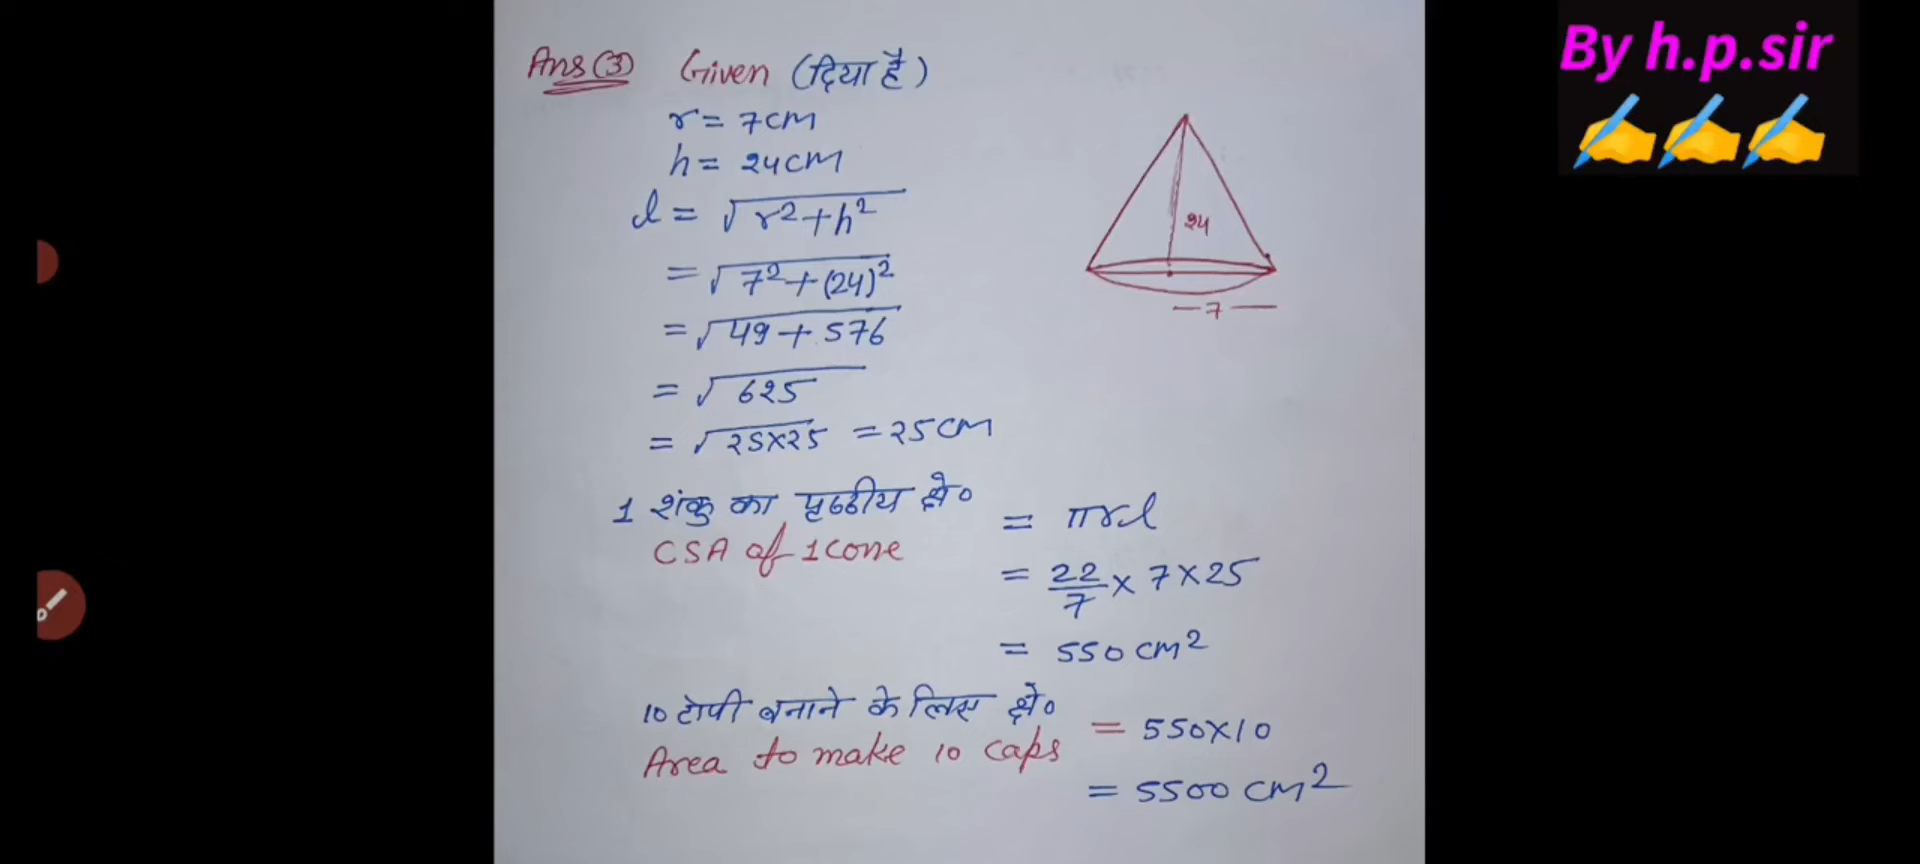 Ans (3) Given (दिया है)
r = 7cm
h = 24cm
l = √r²+h²
= √7²+(24)²
= √49+576
= √625
= √25×25 = 25cm
24
7
1 शंकु का पृष्ठीय क्षे० = πrl
CSA of 1 cone
= 22/7 × 7×25
= 550 cm²
10 टोपी बनाने के लिए क्षे० = 550×10
Area to make 10 caps
= 5500 cm²
By h.p.sir
✍✍✍